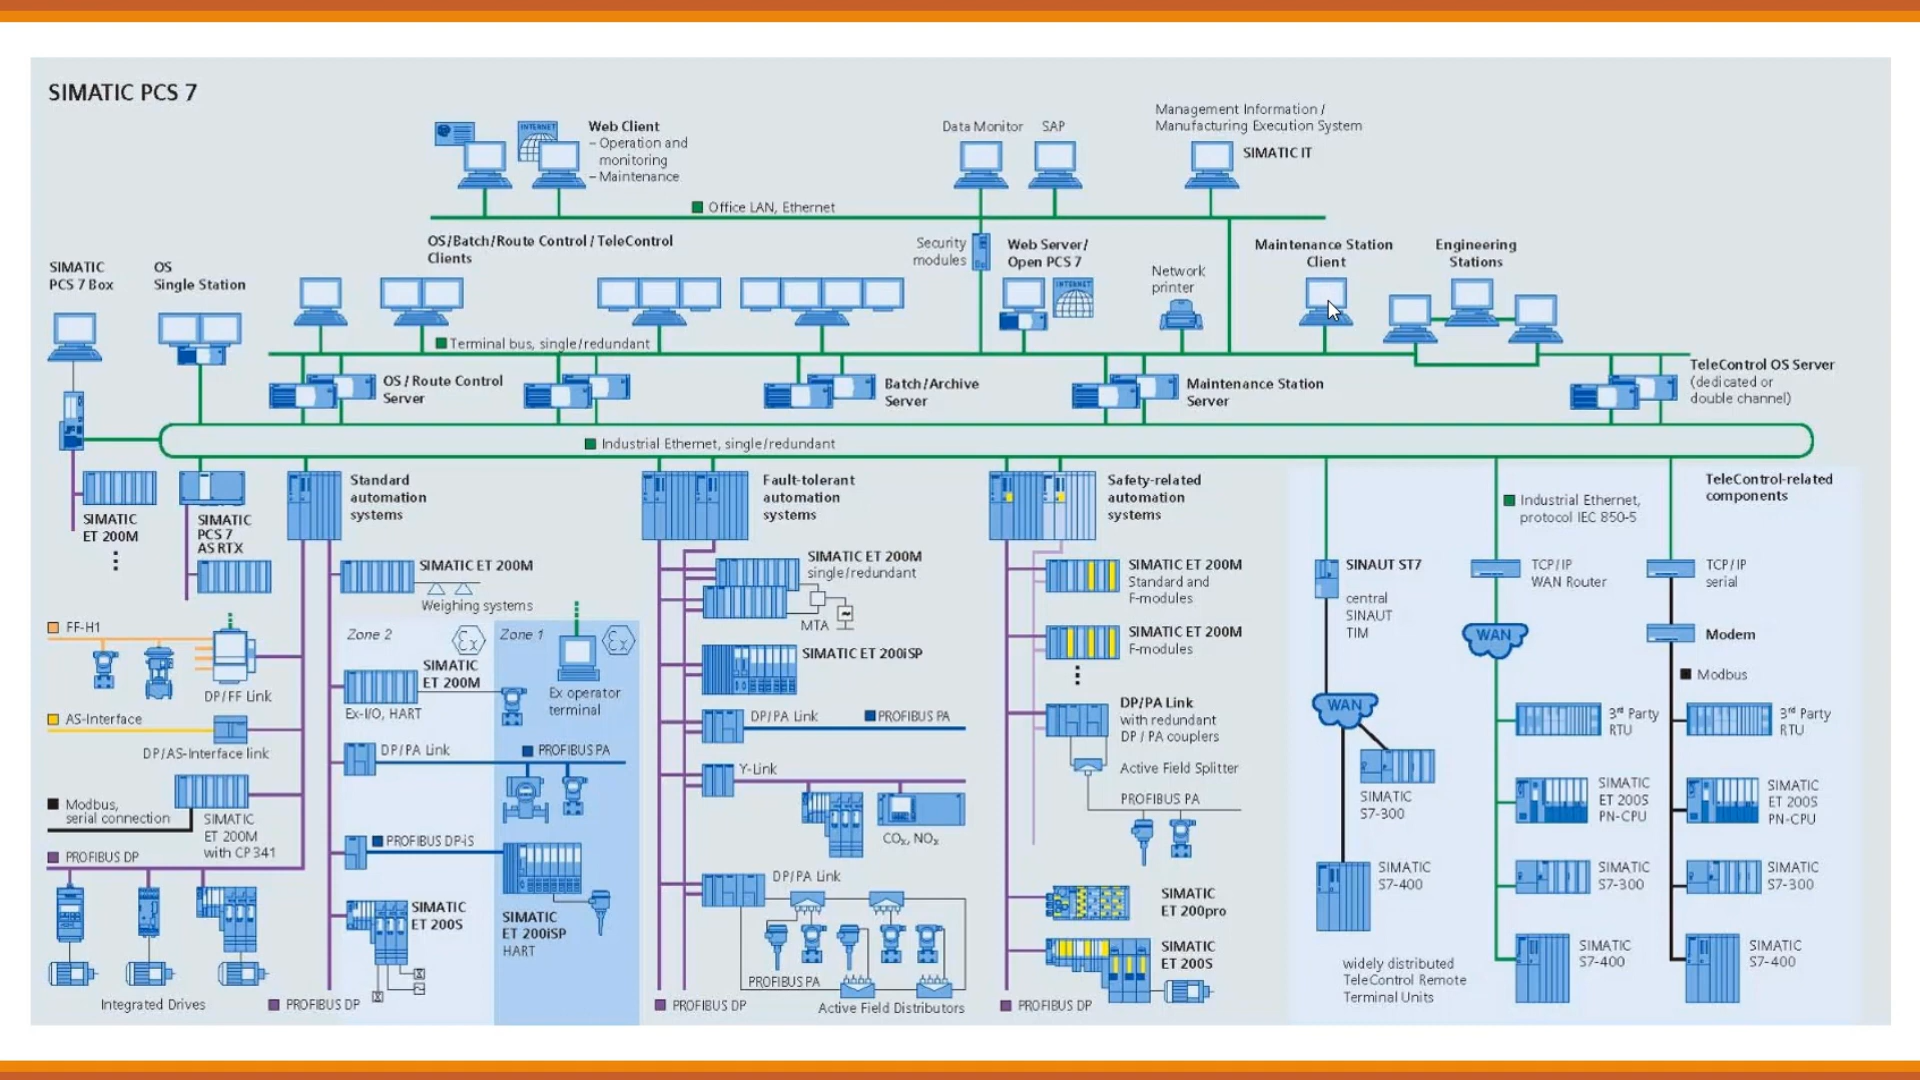 SIMATIC PCS 7
Web Client
– Operation and
monitoring
– Maintenance
INTERNET
Data Monitor
SAP
Management Information /
Manufacturing Execution System
SIMATIC IT
Office LAN, Ethernet
OS/Batch/Route Control / TeleControl
Clients
Security
modules
Web Server/
Open PCS 7
INTERNET
Network
printer
Maintenance Station
Client
Engineering
Stations
SIMATIC
PCS 7 Box
OS
Single Station
Terminal bus, single/redundant
OS / Route Control
Server
Batch /Archive
Server
Maintenance Station
Server
TeleControl OS Server
(dedicated or
double channel)
Industrial Ethernet, single/redundant
SIMATIC
ET 200M
SIMATIC
PCS 7
AS RTX
Standard
automation
systems
Fault-tolerant
automation
systems
Safety-related
automation
systems
TeleControl-related
components
Industrial Ethernet,
protocol IEC 850-5
FF-H1
DP/FF Link
AS-Interface
DP/AS-Interface link
Modbus,
serial connection
SIMATIC
ET 200M
with CP 341
PROFIBUS DP
Integrated Drives
SIMATIC ET 200M
Weighing systems
Zone 2
Ex
Zone 1
Ex
SIMATIC
ET 200M
Ex-I/O, HART
Ex operator
terminal
DP/PA Link
PROFIBUS PA
PROFIBUS DP-iS
SIMATIC
ET 200S
SIMATIC
ET 200iSP
HART
PROFIBUS DP
SIMATIC ET 200M
single/redundant
MTA
SIMATIC ET 200iSP
DP/PA Link
PROFIBUS PA
Y-Link
COx, NOx
DP/PA Link
PROFIBUS PA
Active Field Distributors
PROFIBUS DP
SIMATIC ET 200M
Standard and
F-modules
SIMATIC ET 200M
F-modules
DP/PA Link
with redundant
DP / PA couplers
Active Field Splitter
PROFIBUS PA
SIMATIC
ET 200pro
SIMATIC
ET 200S
PROFIBUS DP
SINAUT ST7
central
SINAUT
TIM
WAN
SIMATIC
S7-300
SIMATIC
S7-400
widely distributed
TeleControl Remote
Terminal Units
TCP/IP
WAN Router
WAN
3rd Party
RTU
SIMATIC
ET 200S
PN-CPU
SIMATIC
S7-300
SIMATIC
S7-400
TCP/IP
serial
Modem
Modbus
3rd Party
RTU
SIMATIC
ET 200S
PN-CPU
SIMATIC
S7-300
SIMATIC
S7-400